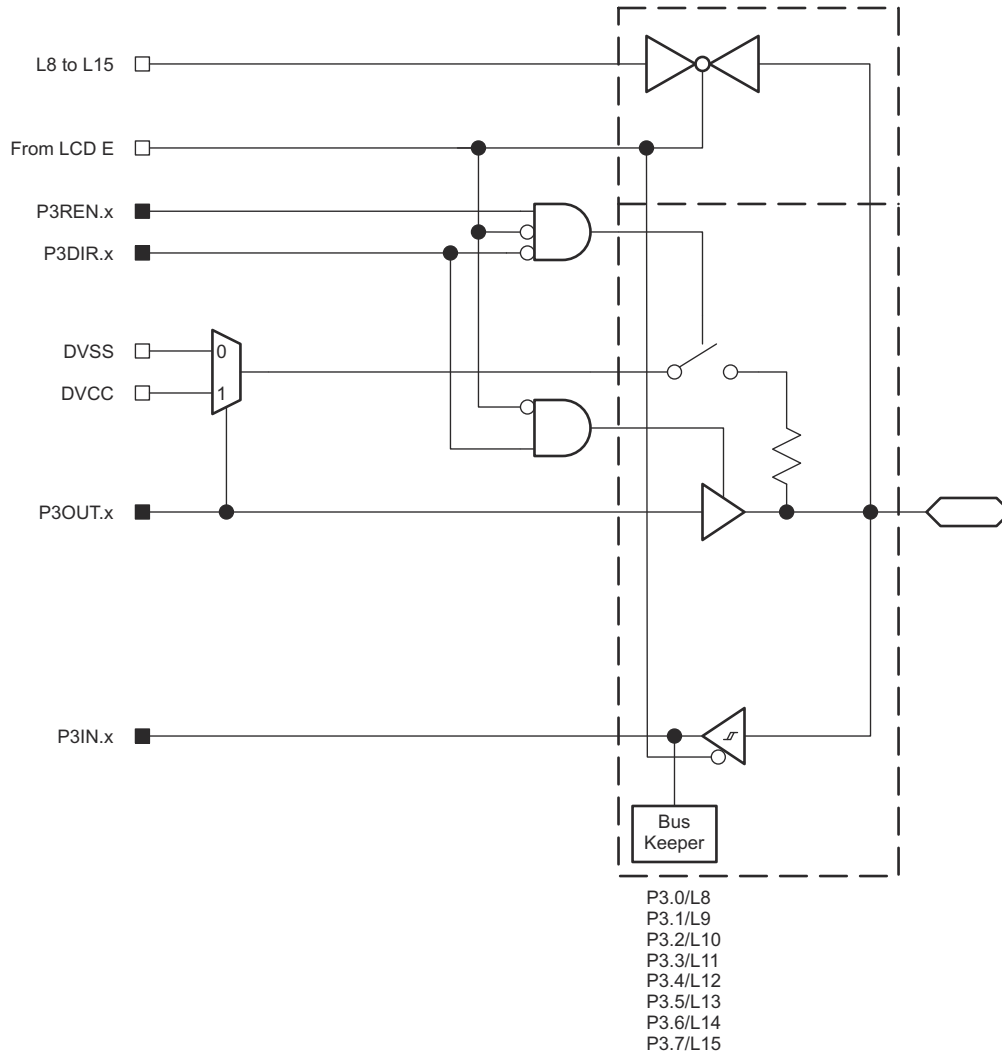 L8 to L15
From LCD E
P3REN.x
P3DIR.x
DVSS
0
DVCC
1
P3OUT.x
P3IN.x
Bus
Keeper
P3.0/L8
P3.1/L9
P3.2/L10
P3.3/L11
P3.4/L12
P3.5/L13
P3.6/L14
P3.7/L15